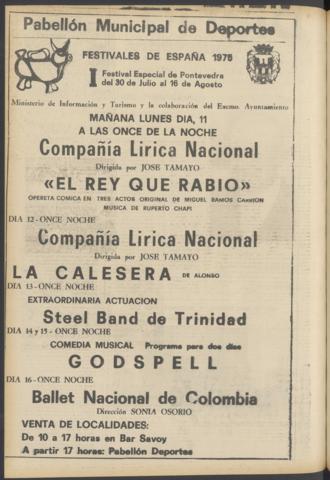 Pabellón Municipal de Deportes
FESTIVALES DE ESPAÑA 1975
I Festival Especial de Pontevedra
del 30 de Julio al 16 de Agosto
Ministerio de Información y Turismo y la colaboración del Excmo. Ayuntamiento
MAÑANA LUNES DIA, 11
A LAS ONCE DE LA NOCHE
Compañía Lirica Nacional
Dirigida por JOSE TAMAYO
«EL REY QUE RABIO»
OPERETA COMICA EN TRES ACTOS ORIGINAL DE MIGUEL RAMOS CARRION
MUSICA DE RUPERTO CHAPI
DIA 12-ONCE NOCHE
Compañía Lirica Nacional
Dirigida por JOSE TAMAYO
LA CALESERA DE ALONSO
DIA 13-ONCE NOCHE
EXTRAORDINARIA ACTUACION
Steel Band de Trinidad
DIA 14 y 15-ONCE NOCHE
COMEDIA MUSICAL Programa para dos dias
GODSPELL
DIA 16-ONCE NOCHE
Ballet Nacional de Colombia
Dirección SONIA OSORIO
VENTA DE LOCALIDADES:
De 10 a 17 horas en Bar Savoy
A partir 17 horas: Pabellón Deportes